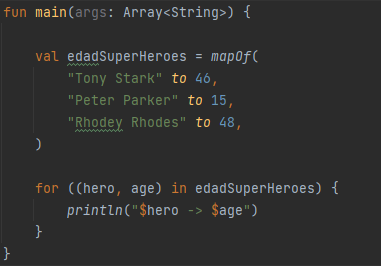 fun main(args: Array<String>) {
val edadSuperHeroes = mapOf(
"Tony Stark" to 46,
"Peter Parker" to 15,
"Rhodey Rhodes" to 48,
)
for ((hero, age) in edadSuperHeroes) {
println("$hero -> $age")
}
}